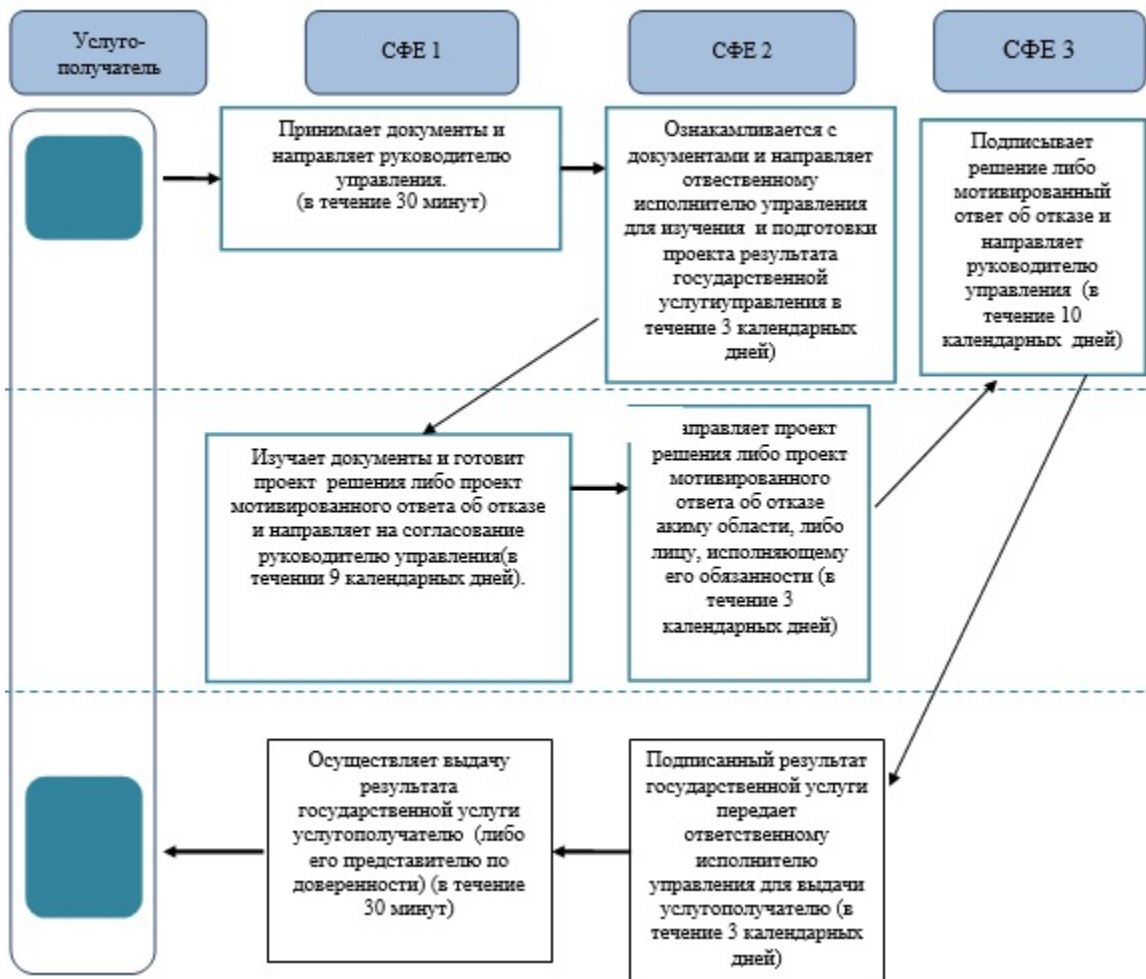 Услуго-
получатель
СФЕ 1
СФЕ 2
СФЕ 3
Принимает документы и
направляет руководителю
управления.
(в течение 30 минут)
Ознакамливается с
документами и направляет
отвественному
исполнителю управления
для изучения и подготовки
проекта результата
государственной
услугиуправления в
течение 3 календарных
дней)
Подписывает
решение либо
мотивированный
ответ об отказе и
направляет
руководителю
управления (в
течение 10
календарных дней)
Изучает документы и готовит
проект решения либо проект
мотивированного ответа об отказе
и направляет на согласование
руководителю управления(в
течении 9 календарных дней).
аправляет проект
решения либо проект
мотивированного
ответа об отказе
акиму области, либо
лицу, исполняющему
его обязанности (в
течение 3
календарных дней)
Осуществляет выдачу
результата
государственной услуги
услугополучателю (либо
его представителю по
доверенности) (в течение
30 минут)
Подписанный результат
государственной услуги
передает
ответственному
исполнителю
управления для выдачи
услугополучателю (в
течение 3 календарных
дней)